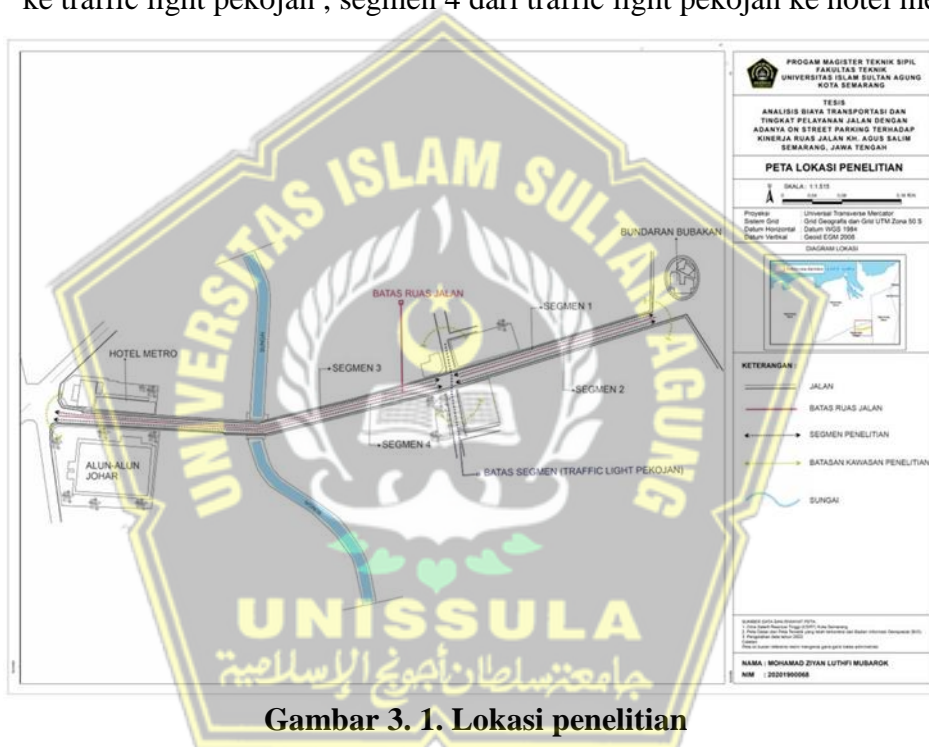 ke traffic light pekojan , segmen 4 dari traffic light pekojan ke hotel me
PROGAM MAGISTER TEKNIK SIPIL
FAKULTAS TEKNIK
UNIVERSITAS ISLAM SULTAN AGUNG
KOTA SEMARANG
TESIS
ANALISIS BIAYA TRANSPORTASI DAN
TINGKAT PELAYANAN JALAN DENGAN
ADANYA ON STREET PARKING TERHADAP
KINERJA RUAS JALAN KH. AGUS SALIM
SEMARANG, JAWA TENGAH
PETA LOKASI PENELITIAN
SKALA : 1:1.515
Proyeksi : Universal Transverse Mercator
Sistem Grid : Grid Geografis dan Grid UTM Zona 50 S
Datum Horizontal : Datum WGS 1984
Datum Vertikal : Geoid EGM 2008
DIAGRAM LOKASI
KETERANGAN :
JALAN
BATAS RUAS JALAN
SEGMEN PENELITIAN
BATASAN KAWASAN PENELITIAN
SUNGAI
NAMA : MOHAMAD ZIYAN LUTHFI MUBAROK
NIM : 20201900068
BUNDARAN BUBAKAN
BATAS RUAS JALAN
SEGMEN 1
HOTEL METRO
SEGMEN 3
SEGMEN 2
SEGMEN 4
ALUN-ALUN
JOHAR
BATAS SEGMEN (TRAFFIC LIGHT PEKOJAN)
SUNGAI
SUNGAI
UNIVERSITAS ISLAM SULTAN AGUNG
UNISSULA
جامعتسلطان أجونج الإسلامية
Gambar 3. 1. Lokasi penelitian